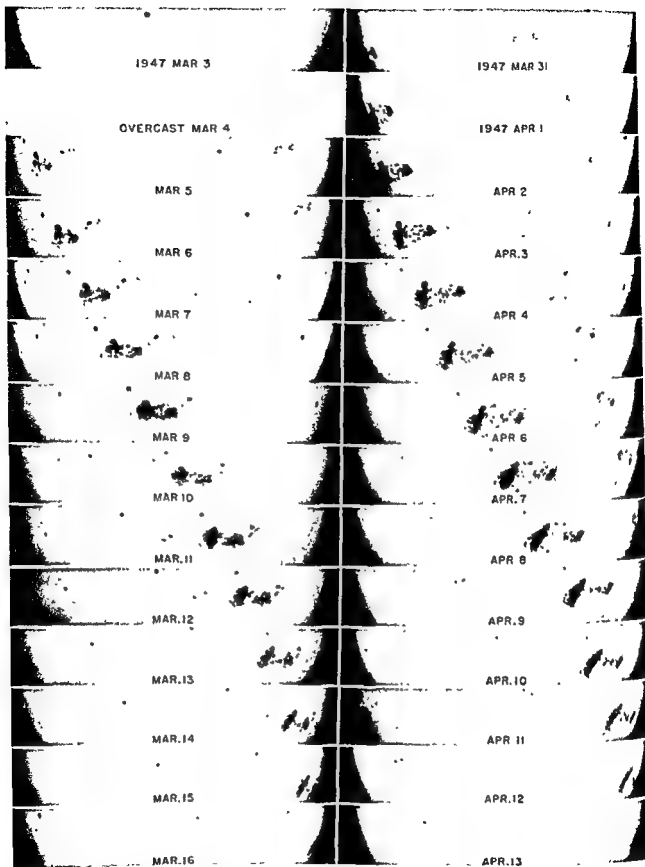 1947 MAR 3
OVERCAST MAR 4
MAR 5
MAR 6
MAR 7
MAR 8
MAR 9
MAR 10
MAR.11
MAR.12
MAR.13
MAR.14
MAR.15
MAR.16
1947 MAR 31
1947 APR 1
APR 2
APR.3
APR 4
APR 5
APR 6
APR.7
APR 8
APR.9
APR.10
APR 11
APR.12
APR.13